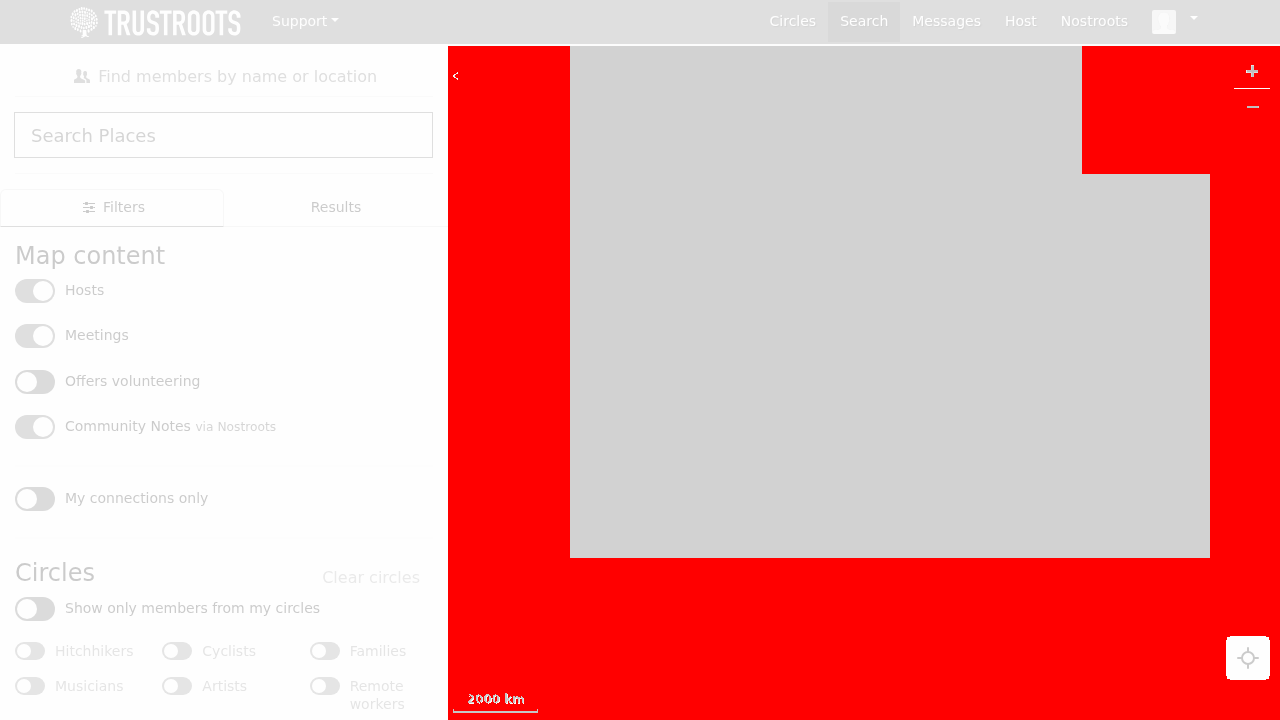 TRUSTROOTS Support Circles Search Messages Host Nostroots
Find members by name or location
<
+
Search Places
−
Filters Results
Map content
Hosts
Meetings
Offers volunteering
Community Notes via Nostroots
My connections only
Circles Clear circles
Show only members from my circles
Hitchhikers Cyclists Families
Musicians Artists Remote
workers
2000 km